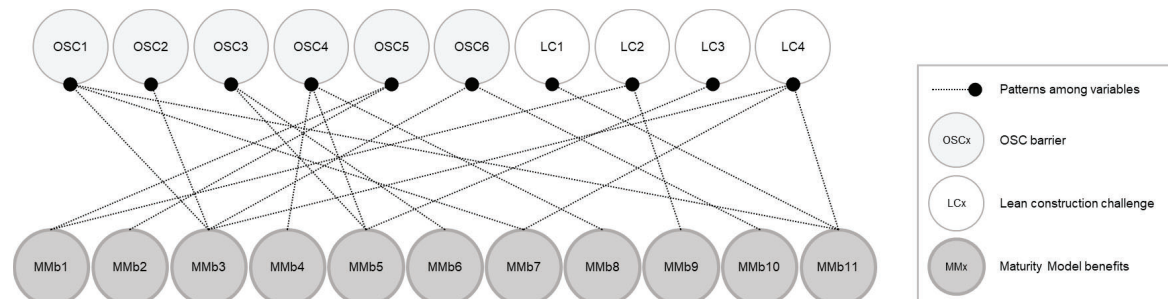 OSC1 OSC2 OSC3 OSC4 OSC5 OSC6 LC1 LC2 LC3 LC4
MMb1 MMb2 MMb3 MMb4 MMb5 MMb6 MMb7 MMb8 MMb9 MMb10 MMb11
Patterns among variables
OSCx OSC barrier
LCx Lean construction challenge
MMx Maturity Model benefits